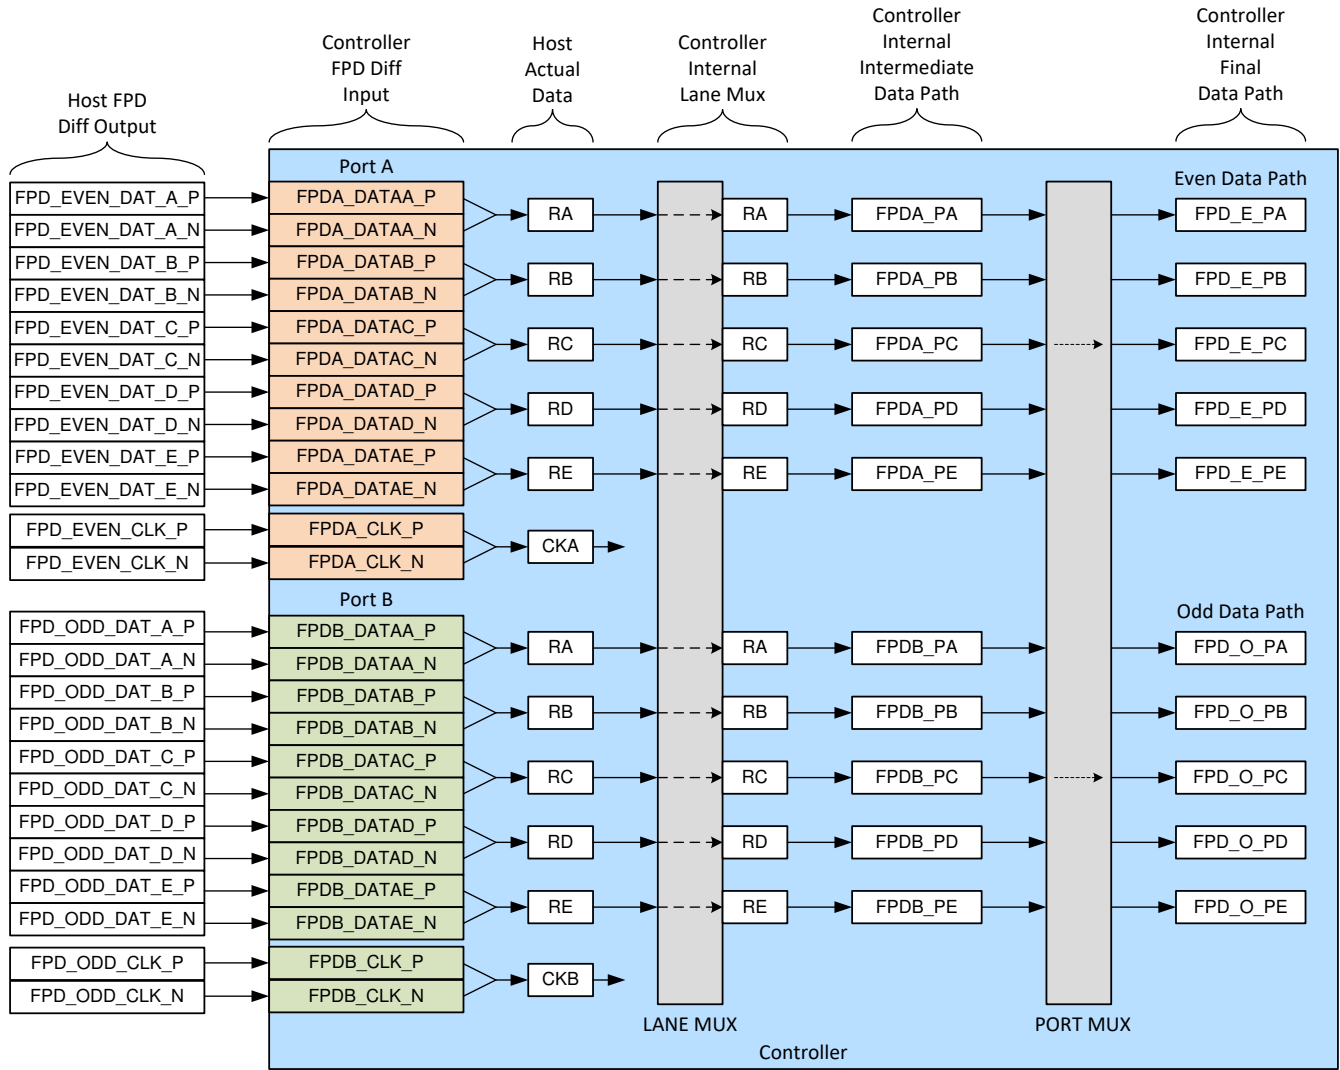 Host FPD
Diff Output
Controller
FPD Diff
Input
Host
Actual
Data
Controller
Internal
Lane Mux
Controller
Internal
Intermediate
Data Path
Controller
Internal
Final
Data Path
Port A
Even Data Path
FPD_EVEN_DAT_A_P
FPD_EVEN_DAT_A_N
FPD_EVEN_DAT_B_P
FPD_EVEN_DAT_B_N
FPD_EVEN_DAT_C_P
FPD_EVEN_DAT_C_N
FPD_EVEN_DAT_D_P
FPD_EVEN_DAT_D_N
FPD_EVEN_DAT_E_P
FPD_EVEN_DAT_E_N
FPD_EVEN_CLK_P
FPD_EVEN_CLK_N
FPDA_DATAA_P
FPDA_DATAA_N
FPDA_DATAB_P
FPDA_DATAB_N
FPDA_DATAC_P
FPDA_DATAC_N
FPDA_DATAD_P
FPDA_DATAD_N
FPDA_DATAE_P
FPDA_DATAE_N
FPDA_CLK_P
FPDA_CLK_N
RA
RB
RC
RD
RE
CKA
RA
RB
RC
RD
RE
FPDA_PA
FPDA_PB
FPDA_PC
FPDA_PD
FPDA_PE
FPD_E_PA
FPD_E_PB
FPD_E_PC
FPD_E_PD
FPD_E_PE
Port B
Odd Data Path
FPD_ODD_DAT_A_P
FPD_ODD_DAT_A_N
FPD_ODD_DAT_B_P
FPD_ODD_DAT_B_N
FPD_ODD_DAT_C_P
FPD_ODD_DAT_C_N
FPD_ODD_DAT_D_P
FPD_ODD_DAT_D_N
FPD_ODD_DAT_E_P
FPD_ODD_DAT_E_N
FPD_ODD_CLK_P
FPD_ODD_CLK_N
FPDB_DATAA_P
FPDB_DATAA_N
FPDB_DATAB_P
FPDB_DATAB_N
FPDB_DATAC_P
FPDB_DATAC_N
FPDB_DATAD_P
FPDB_DATAD_N
FPDB_DATAE_P
FPDB_DATAE_N
FPDB_CLK_P
FPDB_CLK_N
RA
RB
RC
RD
RE
CKB
RA
RB
RC
RD
RE
FPDB_PA
FPDB_PB
FPDB_PC
FPDB_PD
FPDB_PE
FPD_O_PA
FPD_O_PB
FPD_O_PC
FPD_O_PD
FPD_O_PE
LANE MUX
PORT MUX
Controller